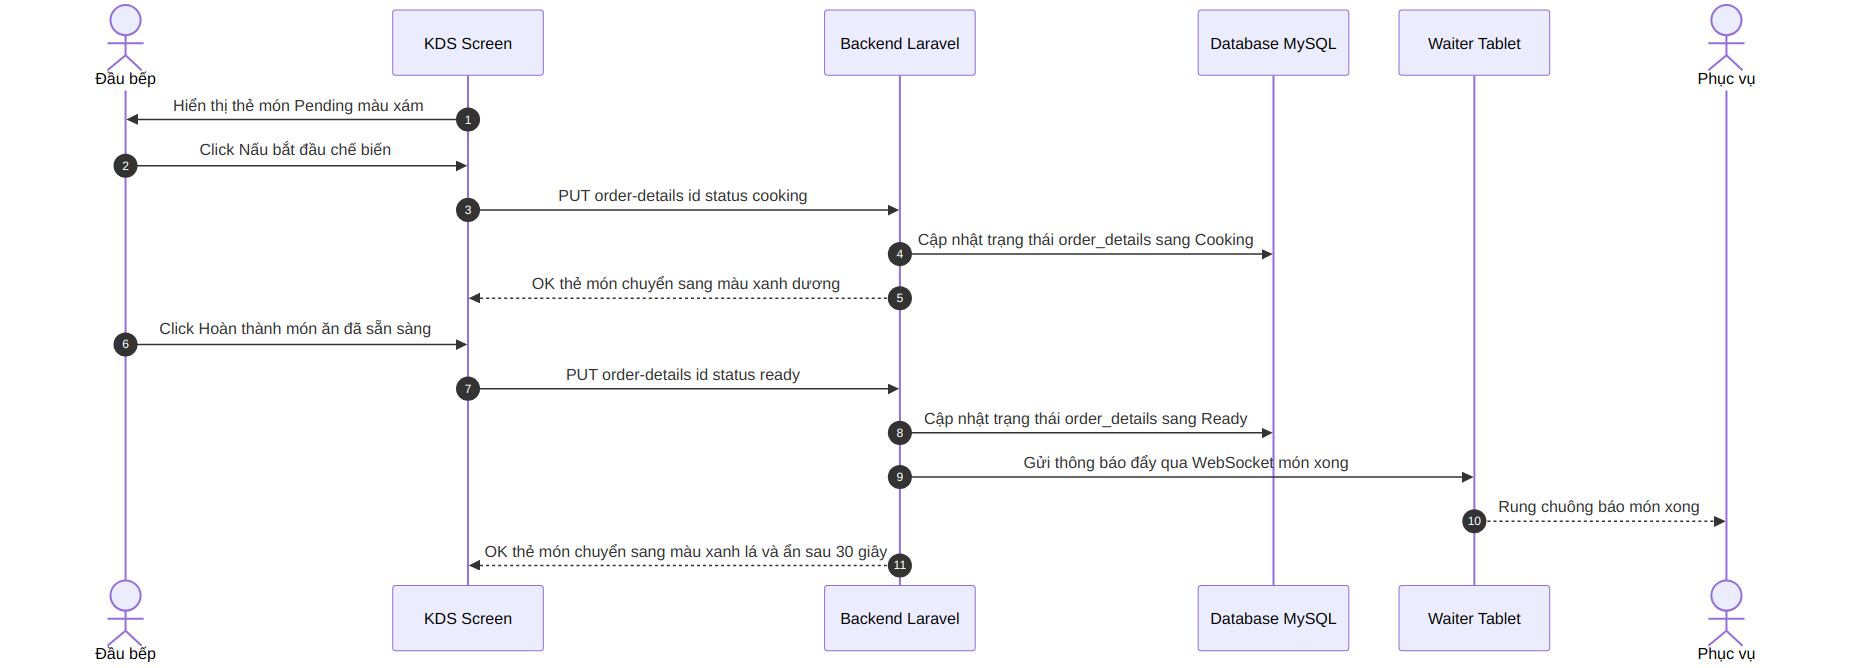 Đầu bếp
KDS Screen
Backend Laravel
Database MySQL
Waiter Tablet
Phục vụ
Hiển thị thẻ món Pending màu xám
1
Click Nấu bắt đầu chế biến
2
PUT order-details id status cooking
3
Cập nhật trạng thái order_details sang Cooking
4
OK thẻ món chuyển sang màu xanh dương
5
Click Hoàn thành món ăn đã sẵn sàng
6
PUT order-details id status ready
7
Cập nhật trạng thái order_details sang Ready
8
Gửi thông báo đẩy qua WebSocket món xong
9
Rung chuông báo món xong
10
OK thẻ món chuyển sang màu xanh lá và ẩn sau 30 giây
11
Đầu bếp
KDS Screen
Backend Laravel
Database MySQL
Waiter Tablet
Phục vụ